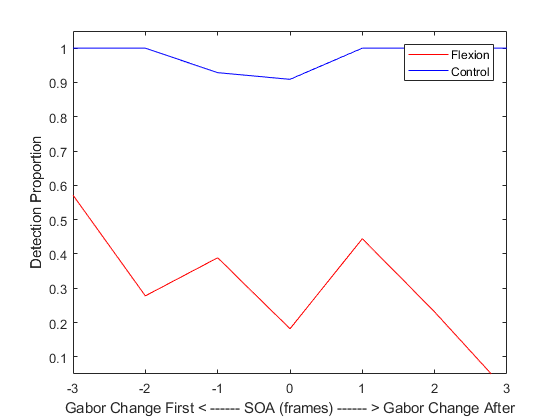 Flexion
Control
1
0.9
0.8
0.7
0.6
0.5
0.4
0.3
0.2
0.1
Detection Proportion
-3 -2 -1 0 1 2 3
Gabor Change First < ------ SOA (frames) ------ > Gabor Change After